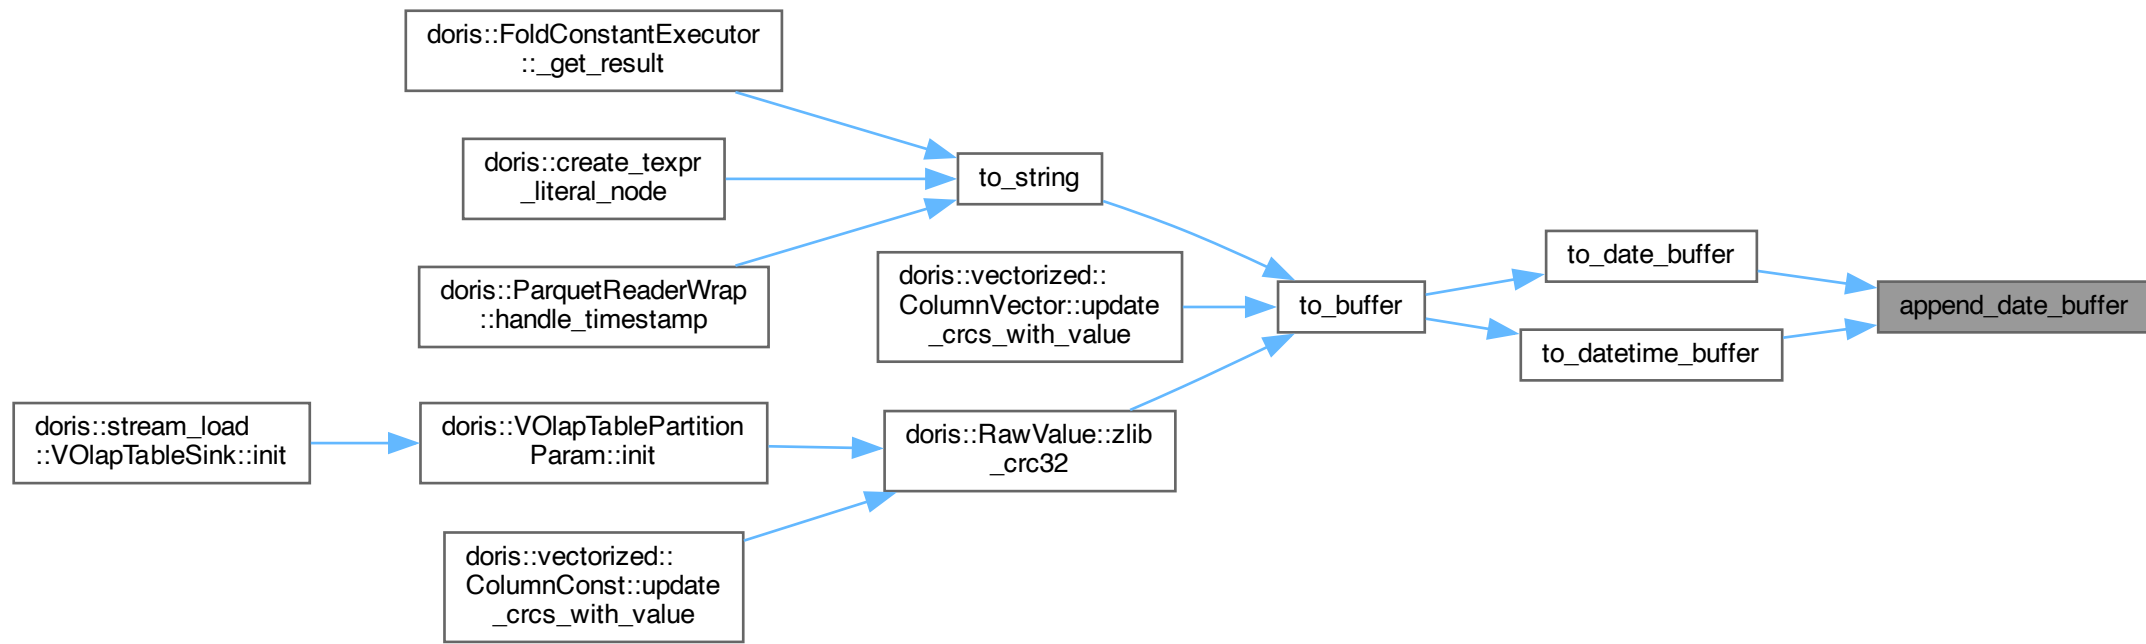 doris::FoldConstantExecutor
::_get_result
doris::create_texpr
_literal_node
to_string
doris::ParquetReaderWrap
::handle_timestamp
doris::vectorized::
ColumnVector::update
_crcs_with_value
to_buffer
to_date_buffer
to_datetime_buffer
append_date_buffer
doris::stream_load
::VOlapTableSink::init
doris::VOlapTablePartition
Param::init
doris::RawValue::zlib
_crc32
doris::vectorized::
ColumnConst::update
_crcs_with_value